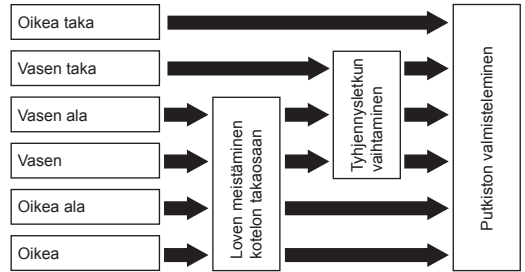 Oikea taka
Vasen taka
Vasen ala
Vasen
Oikea ala
Oikea
Loven meistäminen
kotelon takaosaan
Tyhjennysletkun
vaihtaminen
Putkiston valmisteleminen